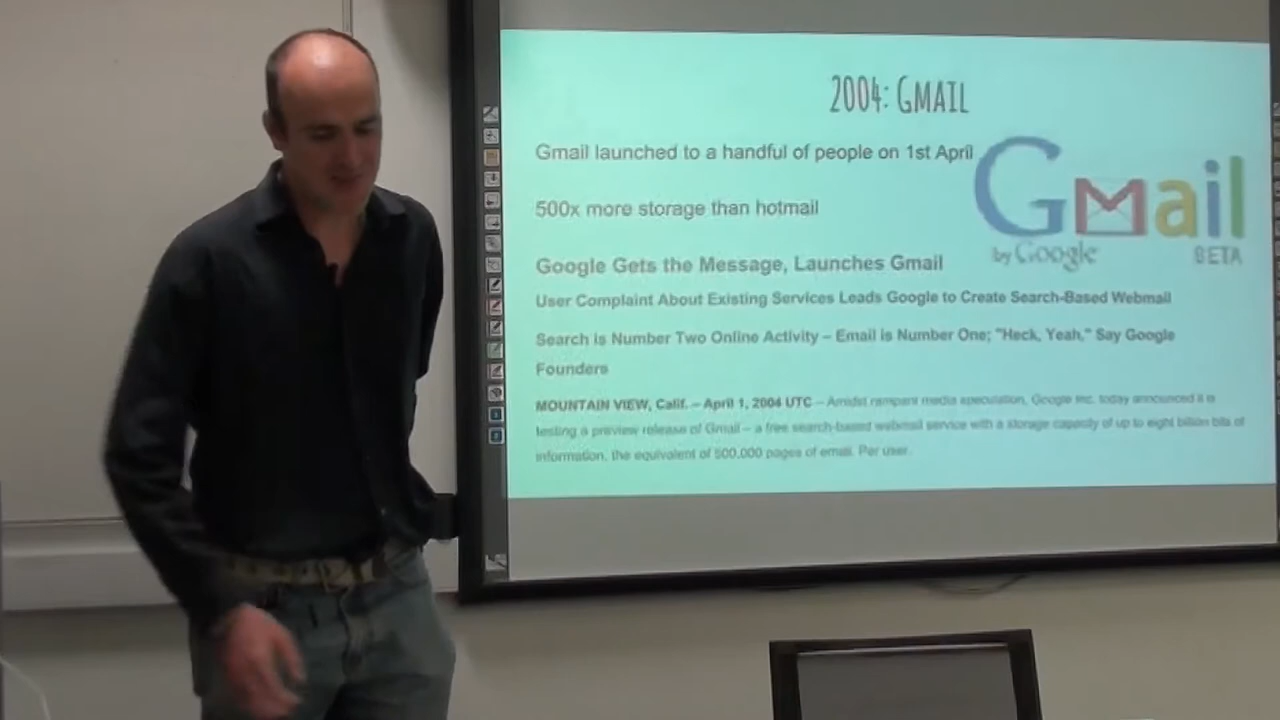 2004: GMAIL
Gmail launched to a handful of people on 1st April
500x more storage than hotmail
Gmail
by Google
BETA
Google Gets the Message, Launches Gmail
User Complaint About Existing Services Leads Google to Create Search-Based Webmail
Search is Number Two Online Activity – Email is Number One; "Heck, Yeah," Say Google
Founders
MOUNTAIN VIEW, Calif. – April 1, 2004 UTC – Amidst rampant media speculation, Google Inc. today announced it is
testing a preview release of Gmail – a free search-based webmail service with a storage capacity of up to eight billion bits of
information, the equivalent of 500,000 pages of email. Per user.